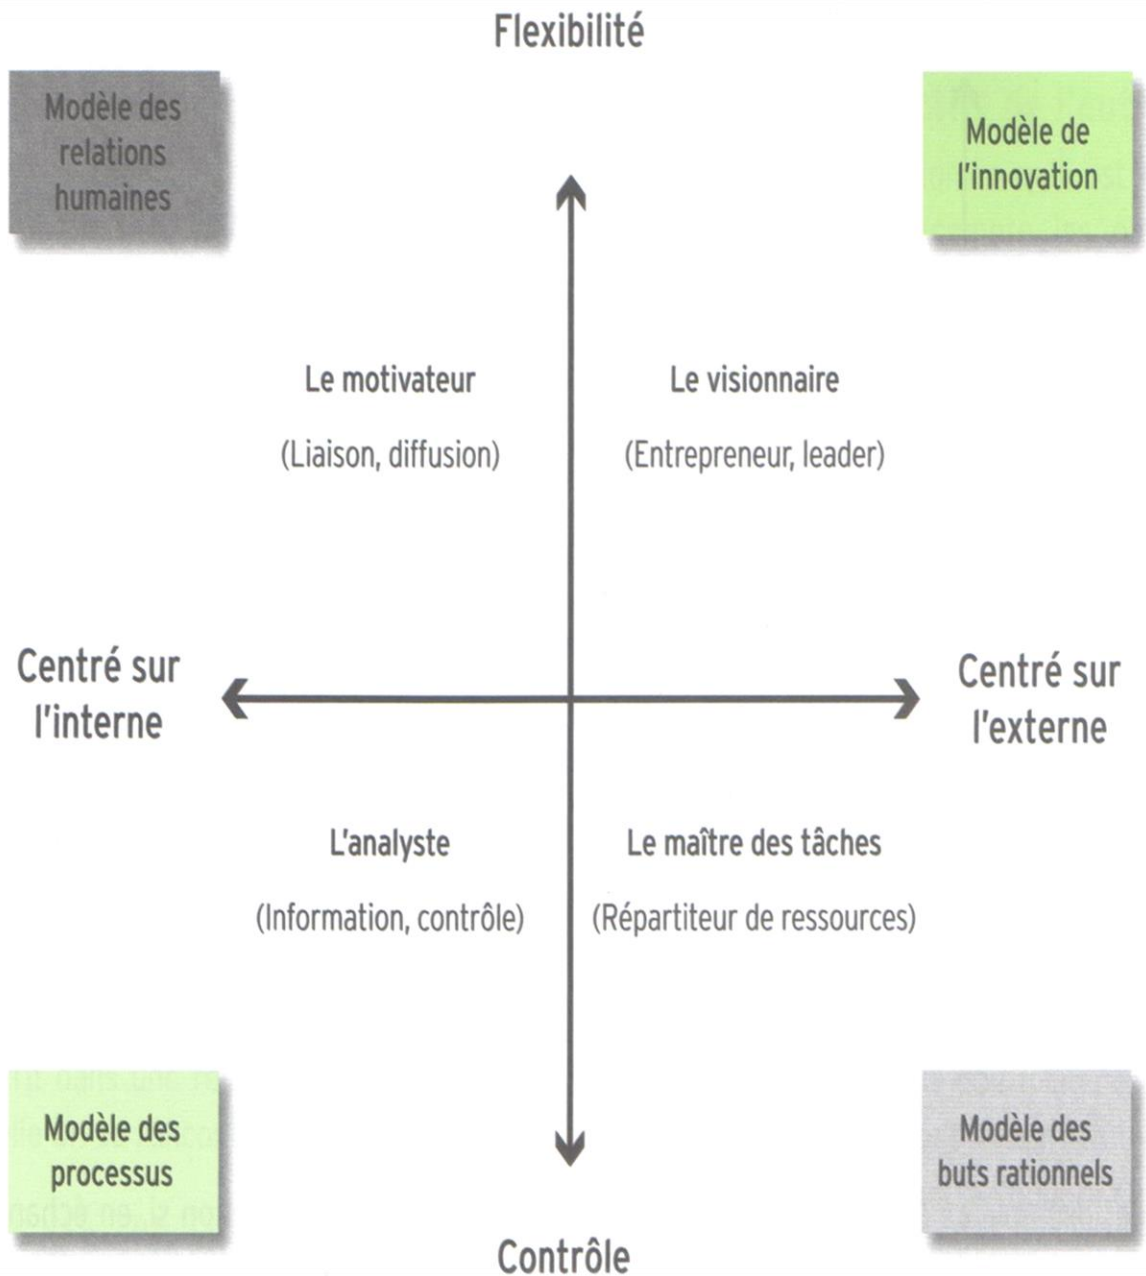 Flexibilité
Modèle des
relations
humaines
Modèle de
l'innovation
Le motivateur
(Liaison, diffusion)
Le visionnaire
(Entrepreneur, leader)
Centré sur
l'interne
Centré sur
l'externe
L'analyste
(Information, contrôle)
Le maître des tâches
(Répartiteur de ressources)
Modèle des
processus
Modèle des
buts rationnels
Contrôle